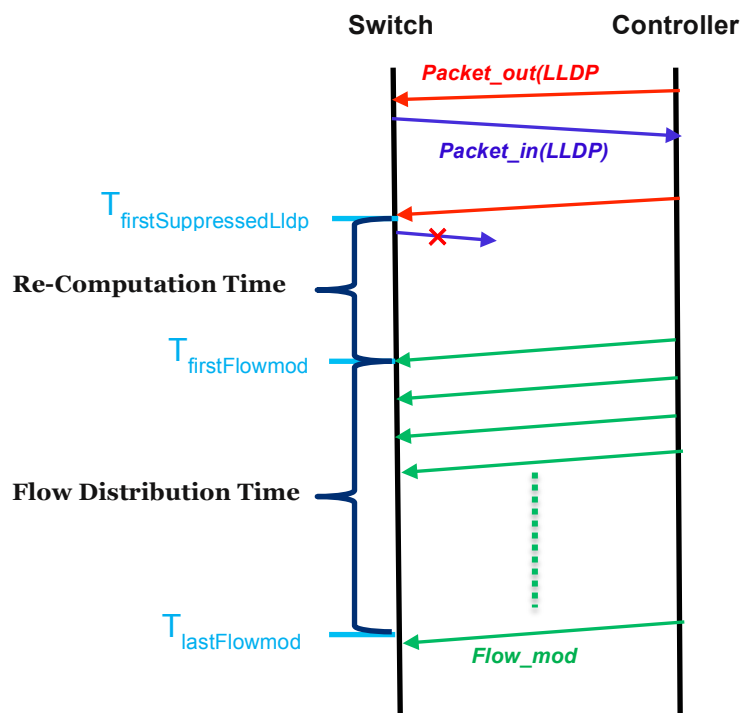 Switch
Controller
Packet_out(LLDP
Packet_in(LLDP)
TfirstSuppressedLldp
Re-Computation Time
TfirstFlowmod
Flow Distribution Time
TlastFlowmod
Flow_mod